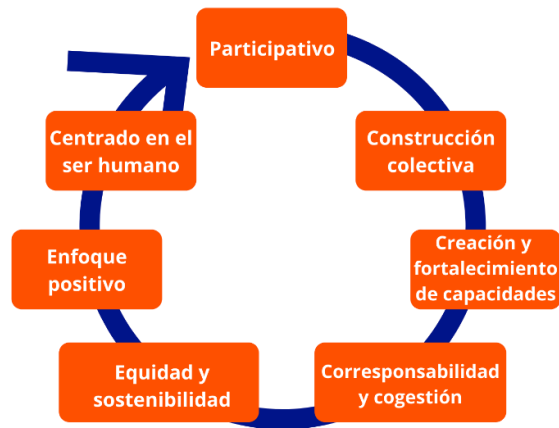 Participativo
Construcción
colectiva
Creación y
fortalecimiento
de capacidades
Corresponsabilidad
y cogestión
Equidad y
sostenibilidad
Enfoque
positivo
Centrado en el
ser humano